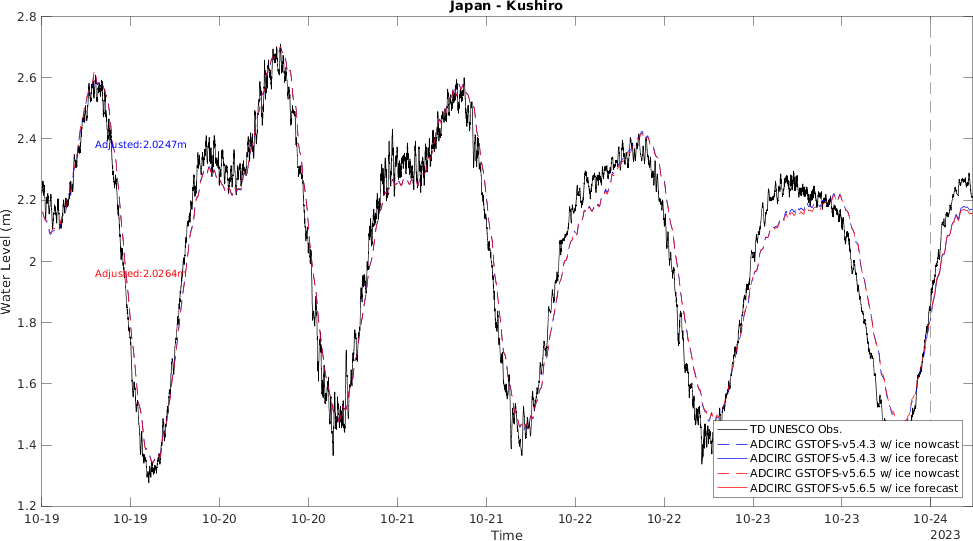 Japan - Kushiro
2.8
2.6
2.4
2.2
2
1.8
1.6
1.4
1.2
Water Level (m)
Adjusted:2.0247m
Adjusted:2.0264m
TD UNESCO Obs.
ADCIRC GSTOFS-v5.4.3 w/ ice nowcast
ADCIRC GSTOFS-v5.4.3 w/ ice forecast
ADCIRC GSTOFS-v5.6.5 w/ ice nowcast
ADCIRC GSTOFS-v5.6.5 w/ ice forecast
10-19 10-19 10-20 10-20 10-21 10-21 10-22 10-22 10-23 10-23 10-24
Time
2023